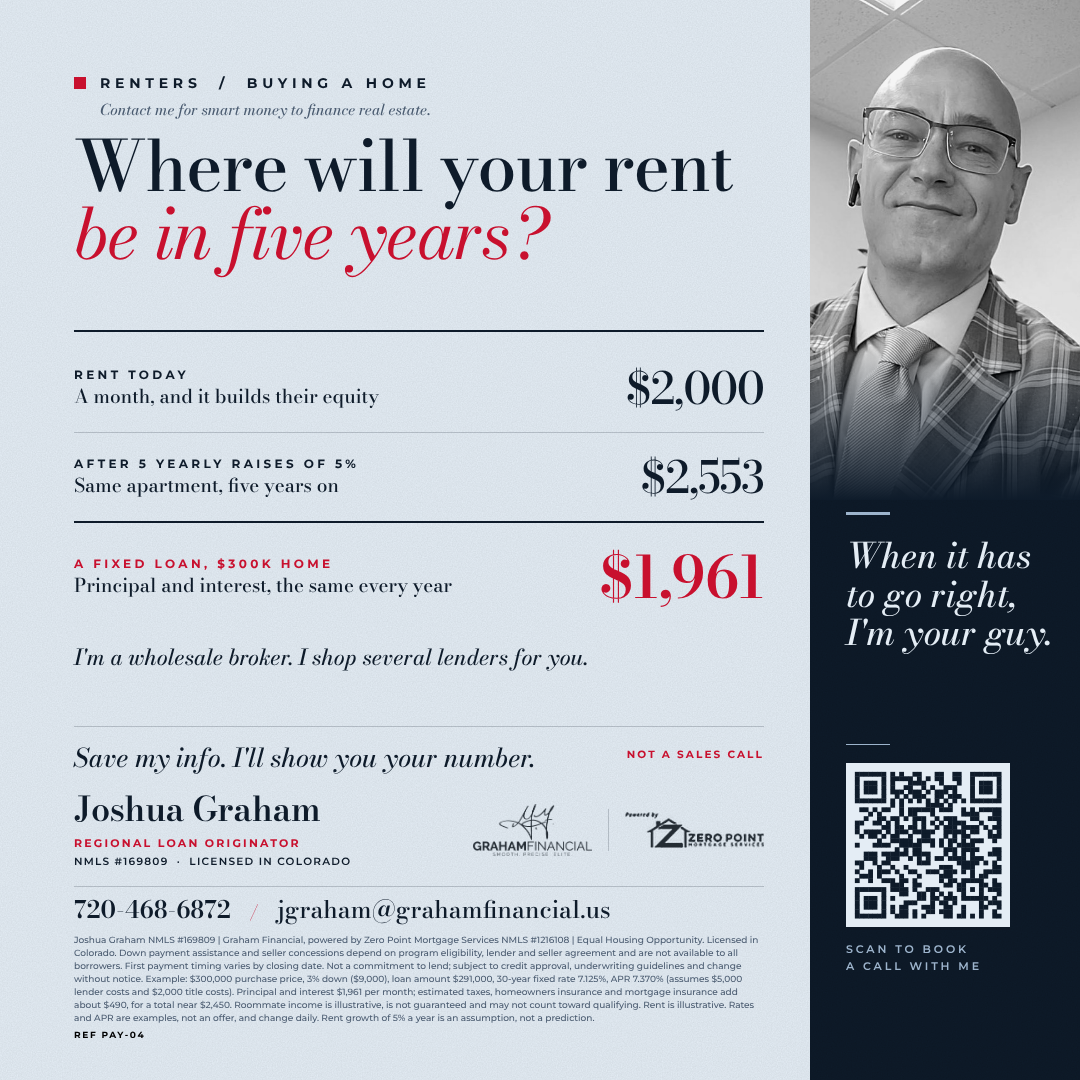 RENTERS / BUYING A HOME
Contact me for smart money to finance real estate.
Where will your rent
be in five years?
RENT TODAY
A month, and it builds their equity
$2,000
AFTER 5 YEARLY RAISES OF 5%
Same apartment, five years on
$2,553
A FIXED LOAN, $300K HOME
Principal and interest, the same every year
$1,961
I'm a wholesale broker. I shop several lenders for you.
Save my info. I'll show you your number.
NOT A SALES CALL
Joshua Graham
REGIONAL LOAN ORIGINATOR
NMLS #169809 · LICENSED IN COLORADO
GRAHAMFINANCIAL
SMOOTH. PRECISE. ELITE.
Powered by
ZERO POINT
MORTGAGE SERVICES
720-468-6872 / jgraham@grahamfinancial.us
Joshua Graham NMLS #169809 | Graham Financial, powered by Zero Point Mortgage Services NMLS #1216108 | Equal Housing Opportunity. Licensed in
Colorado. Down payment assistance and seller concessions depend on program eligibility, lender and seller agreement and are not available to all
borrowers. First payment timing varies by closing date. Not a commitment to lend; subject to credit approval, underwriting guidelines and change
without notice. Example: $300,000 purchase price, 3% down ($9,000), loan amount $291,000, 30-year fixed rate 7.125%, APR 7.370% (assumes $5,000
lender costs and $2,000 title costs). Principal and interest $1,961 per month; estimated taxes, homeowners insurance and mortgage insurance add
about $490, for a total near $2,450. Roommate income is illustrative, is not guaranteed and may not count toward qualifying. Rent is illustrative. Rates
and APR are examples, not an offer, and change daily. Rent growth of 5% a year is an assumption, not a prediction.
REF PAY-04
When it has
to go right,
I'm your guy.
SCAN TO BOOK
A CALL WITH ME